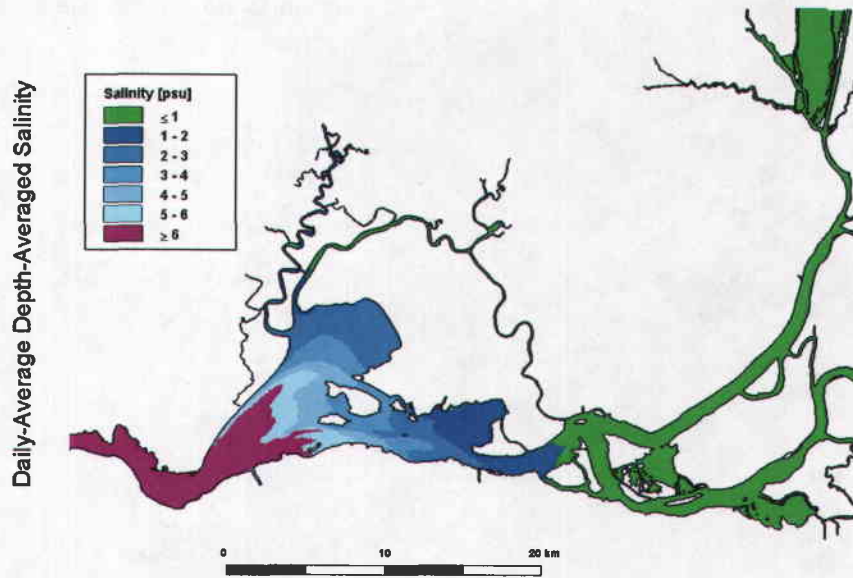 Daily-Average Depth-Averaged Salinity
Salinity [psu]
≤ 1
1 - 2
2 - 3
3 - 4
4 - 5
5 - 6
≥ 6
0 10 20 km